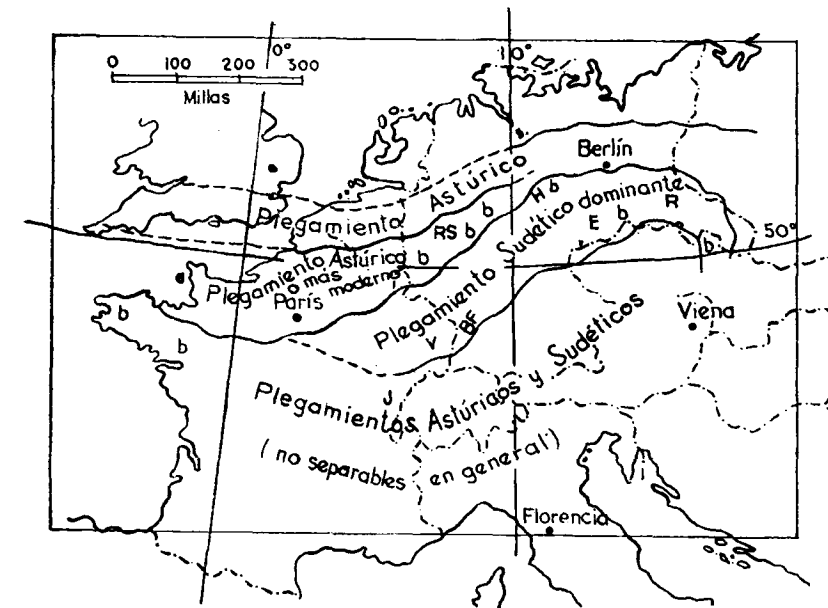 0 100 200 300
Millas
0°
10°
Berlín
Plegamiento Astúrico
H b
RS b b
Plegamiento Sudético dominante
E b R
b
50°
Plegamiento Astúrico b
o más moderno
París
b
b
V BF
Viena
J
Plegamientos Astúricos y Sudéticos
(no separables en general)
Florencia